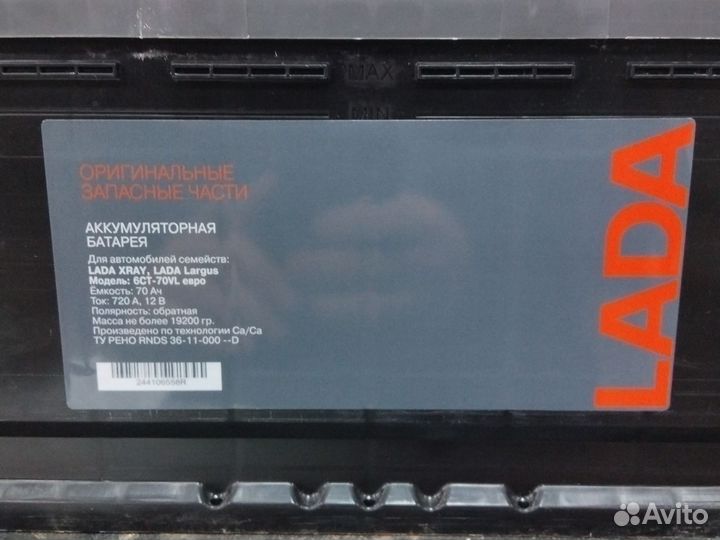 MAX
MIN
ОРИГИНАЛЬНЫЕ
ЗАПАСНЫЕ ЧАСТИ
АККУМУЛЯТОРНАЯ
БАТАРЕЯ
Для автомобилей семейств:
LADA XRAY, LADA Largus
Модель: 6СТ-70VL евро
Ёмкость: 70 Ач
Ток: 720 А, 12 В
Полярность: обратная
Масса не более 19200 гр.
Произведено по технологии Ca/Ca
ТУ РЕНО RNDS 36-11-000 --D
244106558R
LADA
Avito